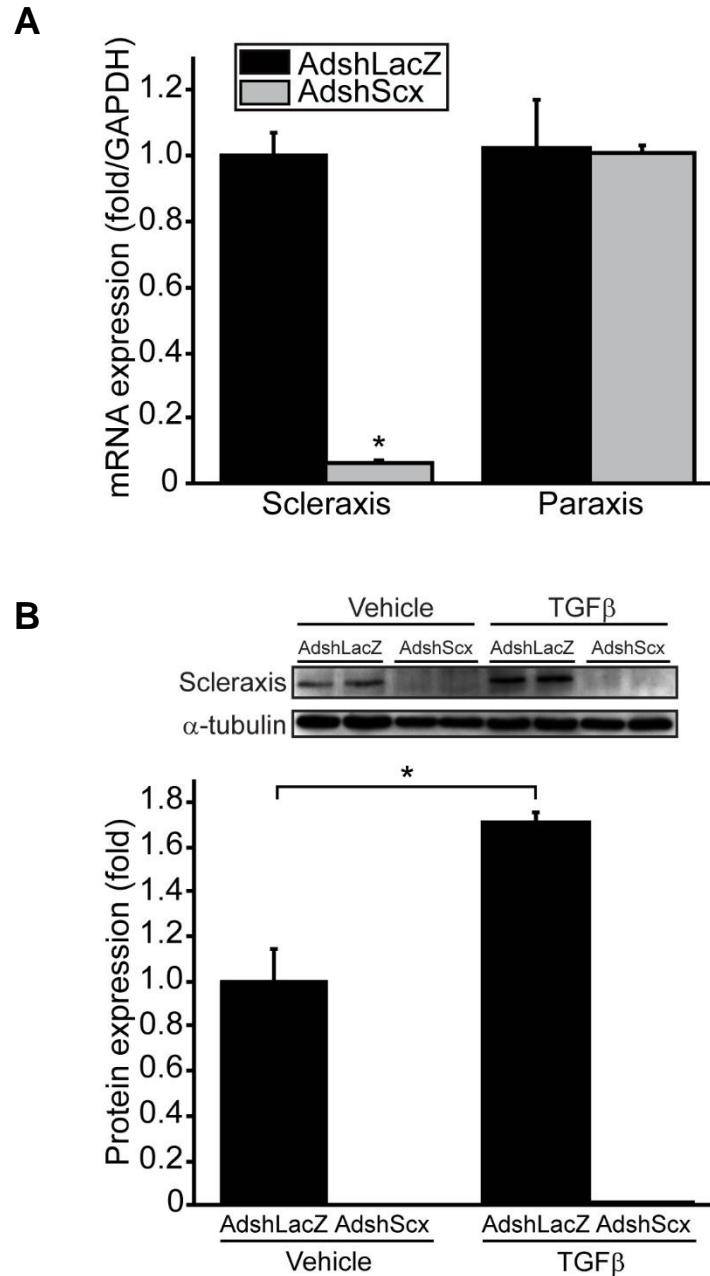 A
AdshLacZ
AdshScx
mRNA expression (fold/GAPDH)
1.2
1.0
0.8
0.6
0.4
0.2
0
*
Scleraxis Paraxis
B
Vehicle TGFβ
AdshLacZ AdshScx AdshLacZ AdshScx
Scleraxis
α-tubulin
Protein expression (fold)
*
1.8
1.6
1.4
1.2
1.0
0.8
0.6
0.4
0.2
0
AdshLacZ AdshScx AdshLacZ AdshScx
Vehicle TGFβ